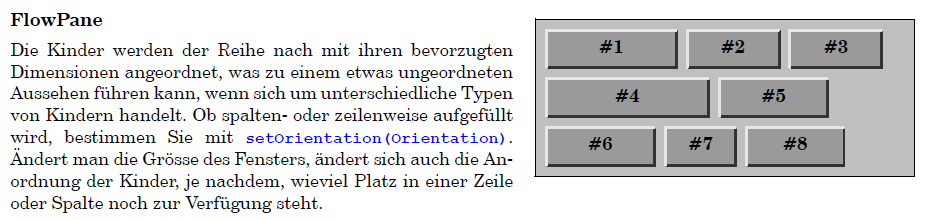 FlowPane
Die Kinder werden der Reihe nach mit ihren bevorzugten
Dimensionen angeordnet, was zu einem etwas ungeordneten
Aussehen führen kann, wenn sich um unterschiedliche Typen
von Kindern handelt. Ob spalten- oder zeilenweise aufgefüllt
wird, bestimmen Sie mit setOrientation(Orientation).
Ändert man die Grösse des Fensters, ändert sich auch die An-
ordnung der Kinder, je nachdem, wieviel Platz in einer Zeile
oder Spalte noch zur Verfügung steht.
#1 #2 #3
#4 #5
#6 #7 #8